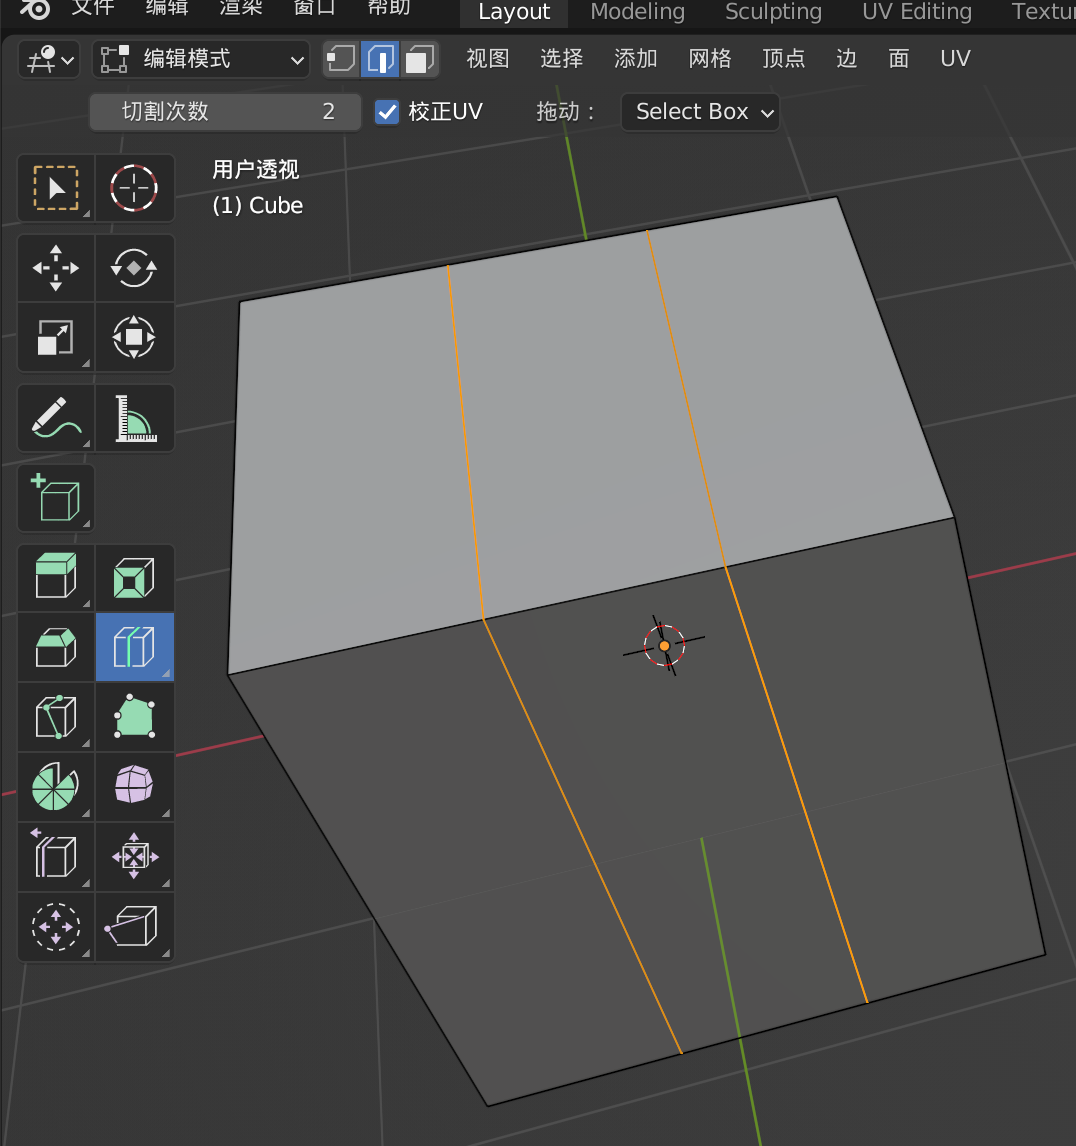 文件 编辑 渲染 窗口 帮助 Layout Modeling Sculpting UV Editing
编辑模式 视图 选择 添加 网格 顶点 边 面 UV
切割次数 2 校正UV 拖动： Select Box
用户透视
(1) Cube